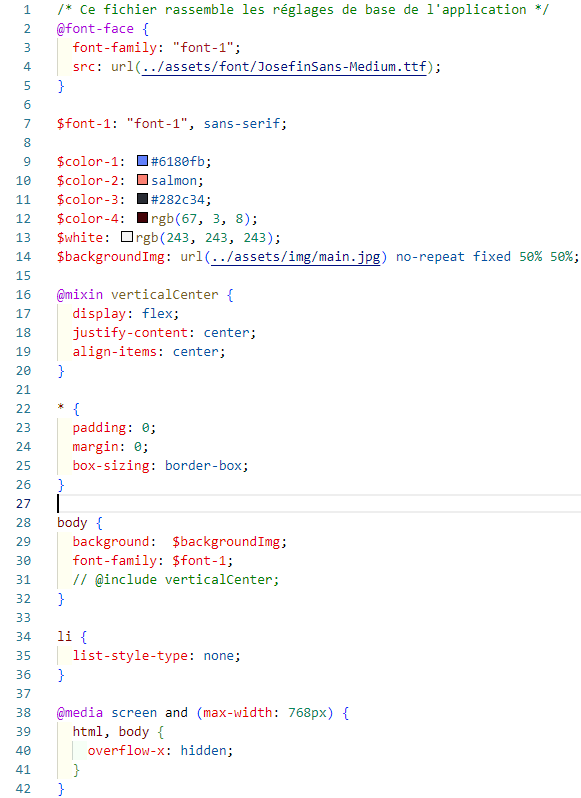 1 /* Ce fichier rassemble les réglages de base de l'application */
2 @font-face {
3 font-family: "font-1";
4 src: url(../assets/font/JosefinSans-Medium.ttf);
5 }
6
7 $font-1: "font-1", sans-serif;
8
9 $color-1: #6180fb;
10 $color-2: salmon;
11 $color-3: #282c34;
12 $color-4: rgb(67, 3, 8);
13 $white: rgb(243, 243, 243);
14 $backgroundImg: url(../assets/img/main.jpg) no-repeat fixed 50% 50%;
15
16 @mixin verticalCenter {
17 display: flex;
18 justify-content: center;
19 align-items: center;
20 }
21
22 * {
23 padding: 0;
24 margin: 0;
25 box-sizing: border-box;
26 }
27
28 body {
29 background:  $backgroundImg;
30 font-family: $font-1;
31 // @include verticalCenter;
32 }
33
34 li {
35 list-style-type: none;
36 }
37
38 @media screen and (max-width: 768px) {
39 html, body {
40 overflow-x: hidden;
41 }
42 }